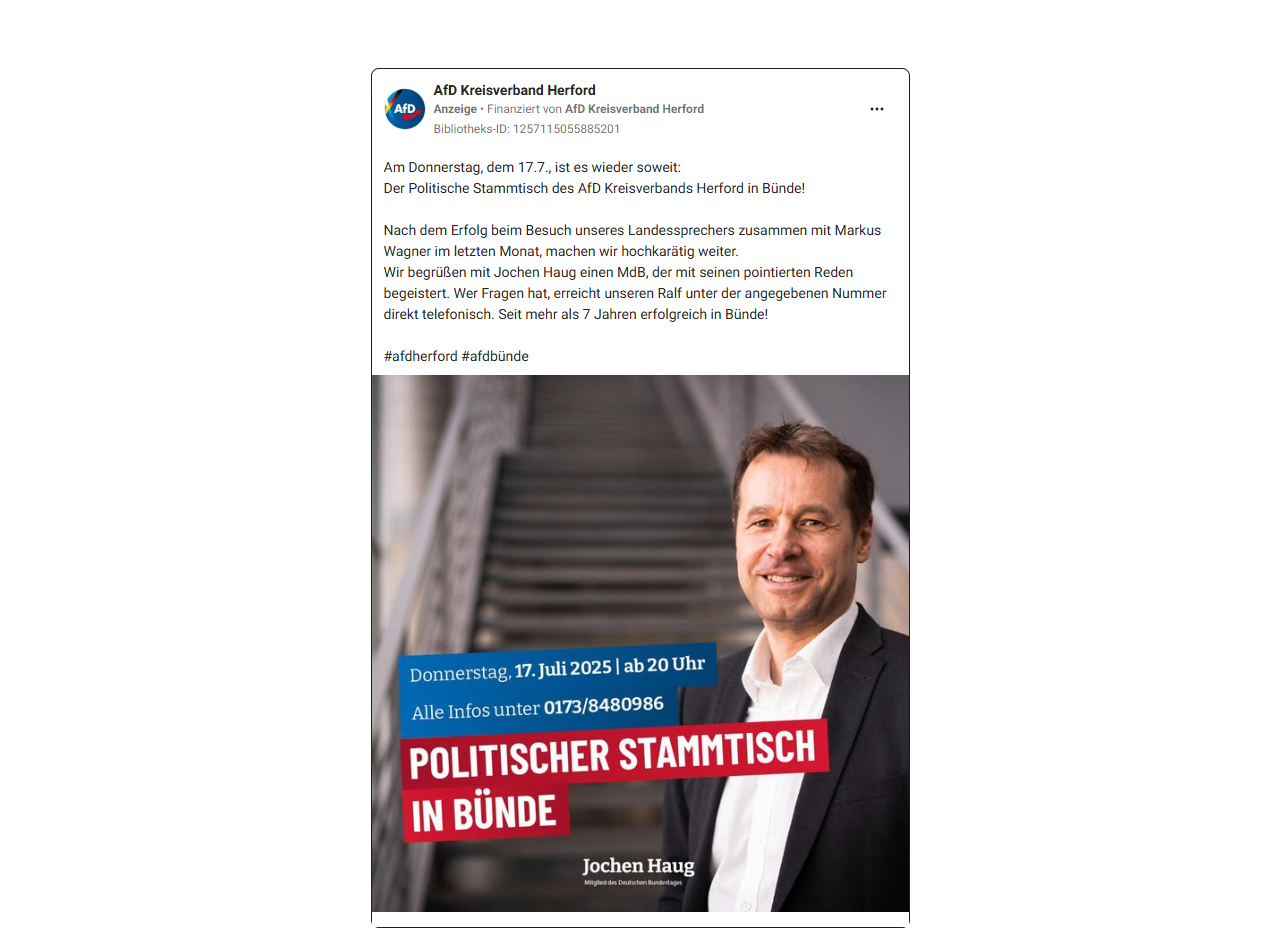 AfD Kreisverband Herford
Anzeige • Finanziert von AfD Kreisverband Herford
Bibliotheks-ID: 1257115055885201
AfD
Am Donnerstag, dem 17.7., ist es wieder soweit:
Der Politische Stammtisch des AfD Kreisverbands Herford in Bünde!
Nach dem Erfolg beim Besuch unseres Landessprechers zusammen mit Markus
Wagner im letzten Monat, machen wir hochkarätig weiter.
Wir begrüßen mit Jochen Haug einen MdB, der mit seinen pointierten Reden
begeistert. Wer Fragen hat, erreicht unseren Ralf unter der angegebenen Nummer
direkt telefonisch. Seit mehr als 7 Jahren erfolgreich in Bünde!
#afdherford #afdbünde
Donnerstag, 17. Juli 2025 | ab 20 Uhr
Alle Infos unter 0173/8480986
POLITISCHER STAMMTISCH
IN BÜNDE
Jochen Haug
Mitglied des Deutschen Bundestages